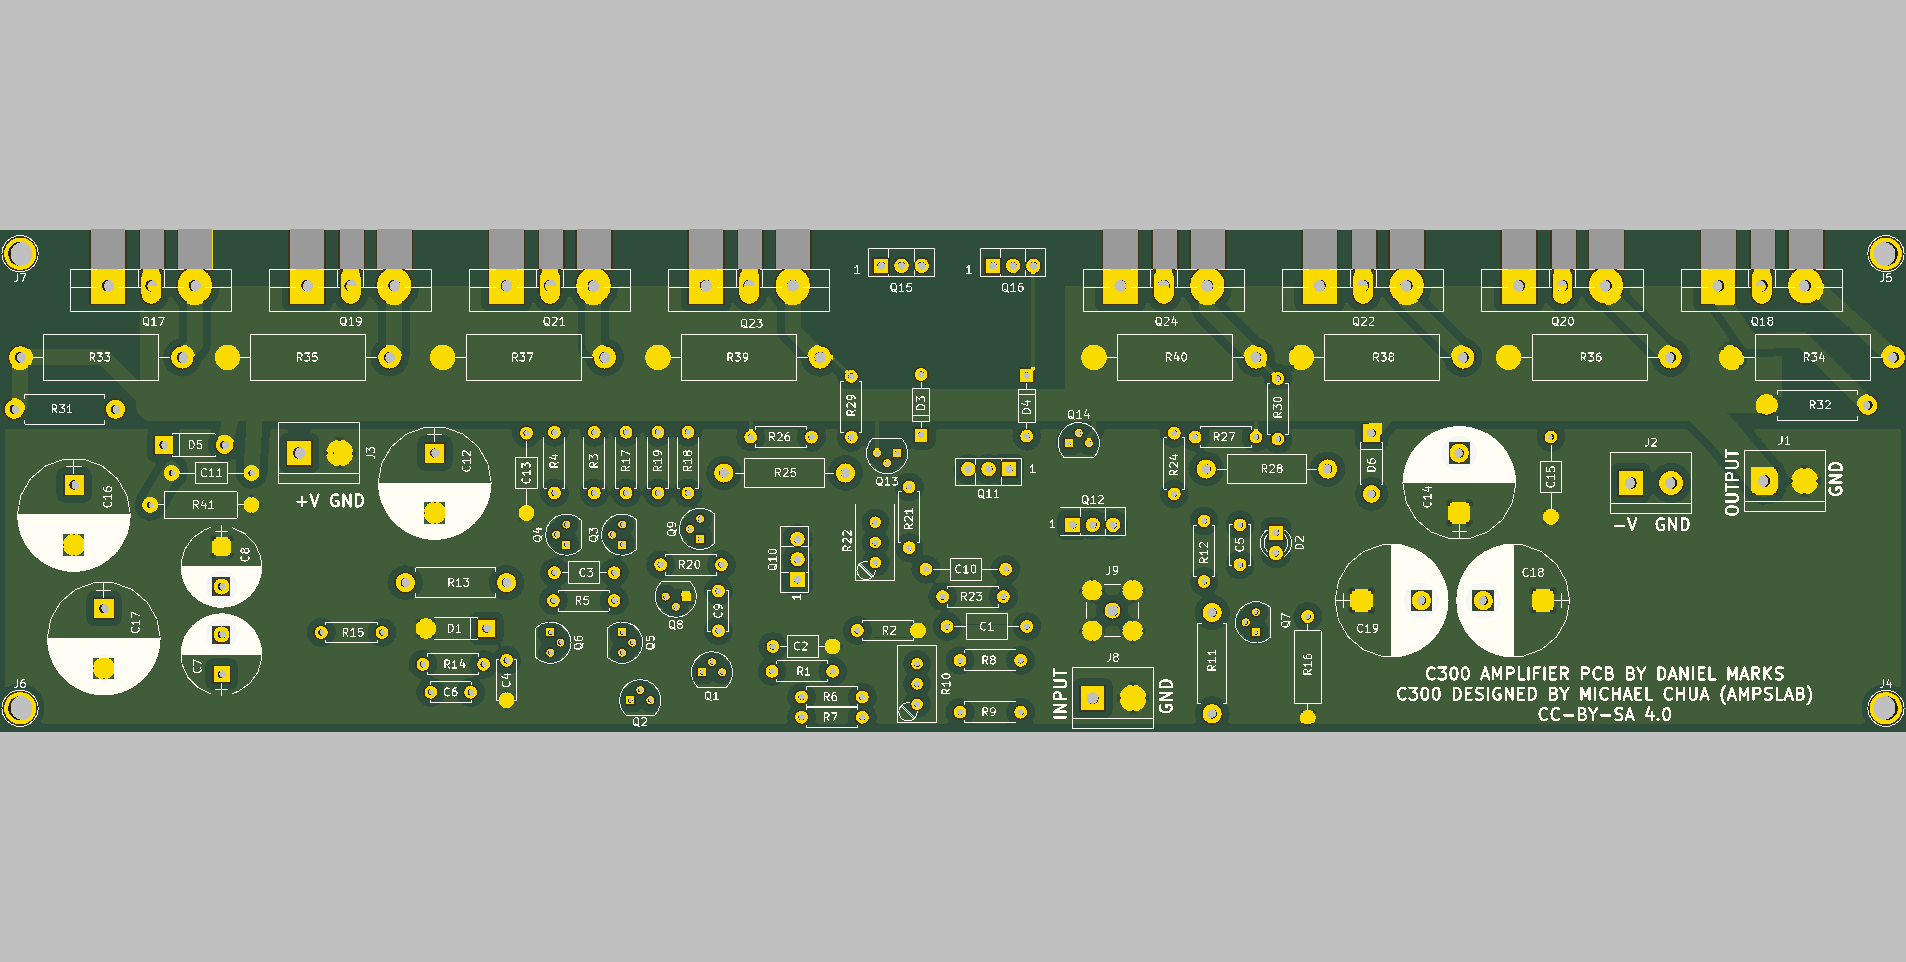 J7
Q17
Q19
Q21
Q23
1
Q15
1
Q16
Q24
Q22
Q20
Q18
J5
R33
R35
R37
R39
R40
R38
R36
R34
R31
R29
D3
D4
R30
R32
Q14
D5
J3
C12
C11
C16
R41
+V GND
C13
R4
R3
R17
R19
R18
R26
R25
Q13
1
Q11
R24
R27
R28
D6
C14
C15
J2
-V GND
J1
OUTPUT
GND
C8
Q4
Q3
Q9
R22
R21
Q12
1
R12
C5
D2
Q10
1
R13
C3
R20
R5
C10
R23
J9
C19
C18
C17
C7
R15
D1
R14
C6
C4
Q6
Q5
Q8
C9
Q1
Q2
R2
C2
R1
R6
R7
C1
R8
R10
R9
J8
INPUT
GND
R11
Q7
R16
C300 AMPLIFIER PCB BY DANIEL MARKS
C300 DESIGNED BY MICHAEL CHUA (AMPSLAB)
CC-BY-SA 4.0
J6
J4